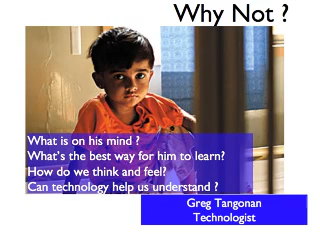 Why Not ?
What is on his mind ?
What's the best way for him to learn?
How do we think and feel?
Can technology help us understand ?
Greg Tangonan
Technologist